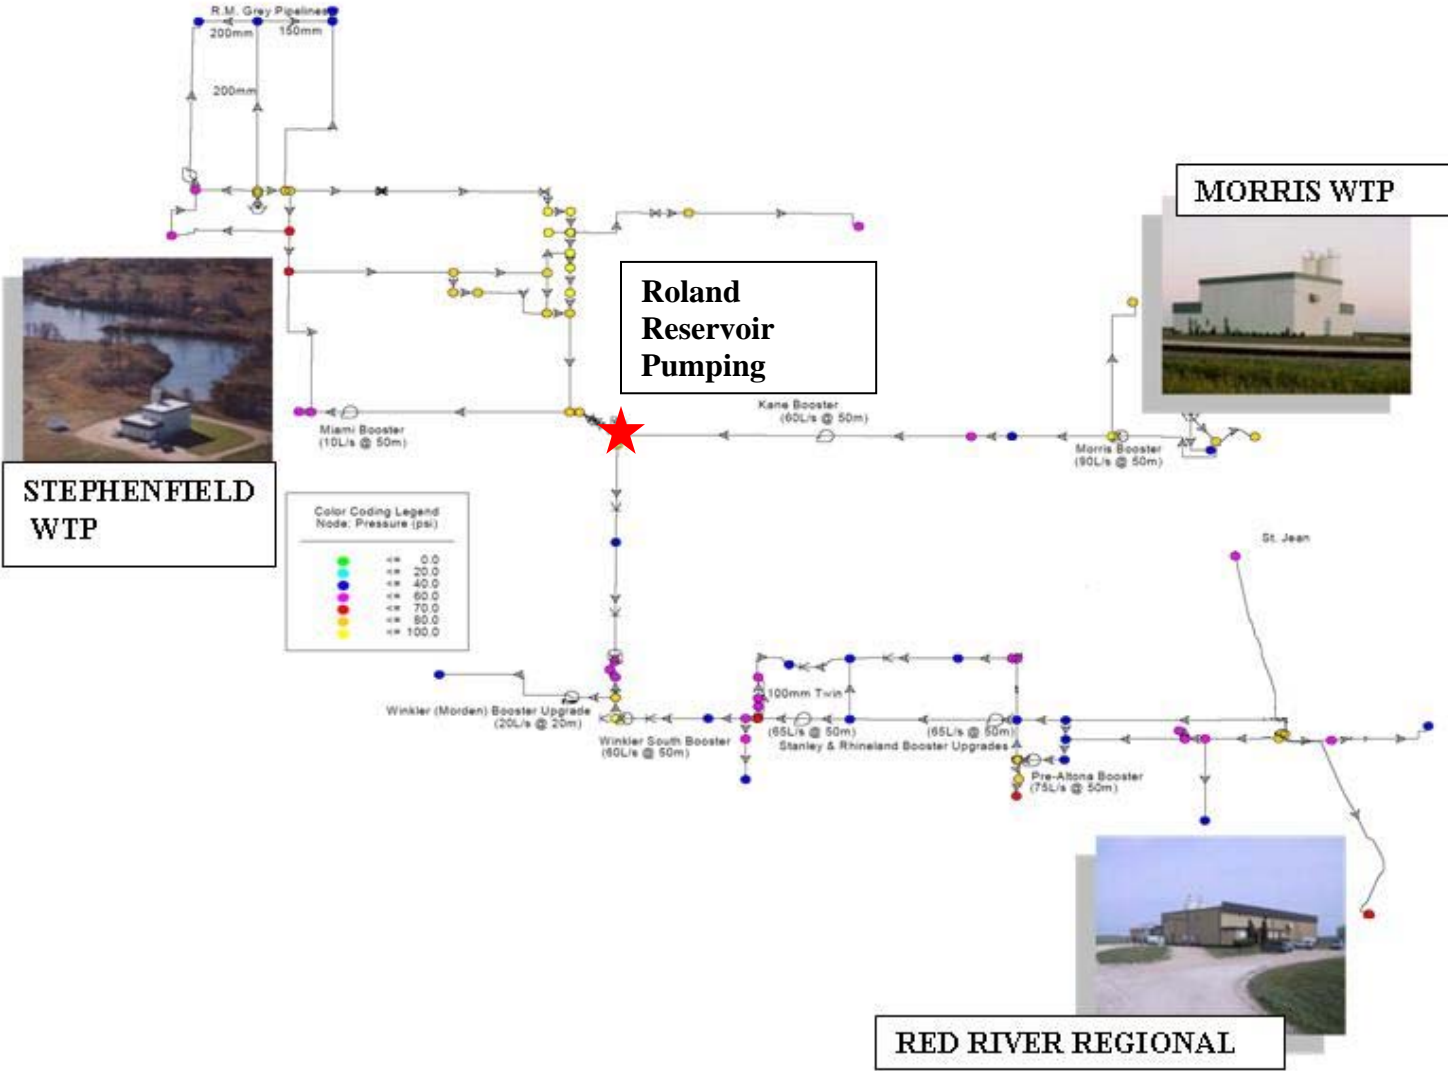 R.M. Grey Pipelines
200mm
150mm
200mm
MORRIS WTP
Roland
Reservoir
Pumping
Kane Booster
(60L/s @ 50m)
Miami Booster
(10L/s @ 50m)
Morris Booster
(90L/s @ 50m)
STEPHENFIELD
WTP
Color Coding Legend
Node: Pressure (psi)
<= 0.0
<= 20.0
<= 40.0
<= 60.0
<= 70.0
<= 80.0
<= 100.0
St. Jean
100mm Twin
Winkler (Morden) Booster Upgrade
(20L/s @ 20m)
Winkler South Booster
(60L/s @ 50m)
(65L/s @ 50m)
(65L/s @ 50m)
Stanley & Rhineland Booster Upgrades
Pre-Altona Booster
(75L/s @ 50m)
RED RIVER REGIONAL